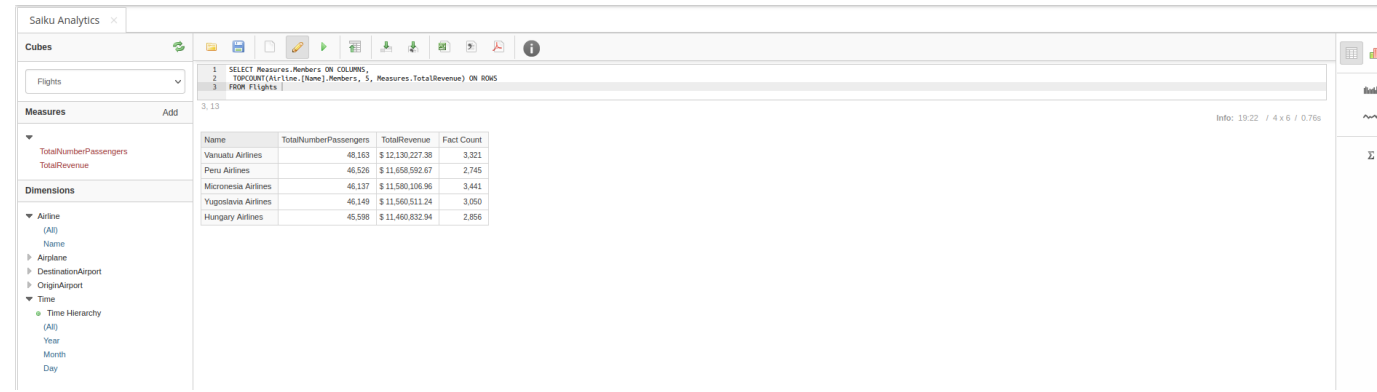 Saiku Analytics ×
Cubes
Flights
Measures Add
TotalNumberPassengers
TotalRevenue
Dimensions
Airline
(All)
Name
Airplane
DestinationAirport
OriginAirport
Time
Time Hierarchy
(All)
Year
Month
Day
1 SELECT Measures.Members ON COLUMNS,
2 TOPCOUNT(Airline.[Name].Members, 5, Measures.TotalRevenue) ON ROWS
3 FROM Flights
3, 13
Info: 19:22 / 4 x 6 / 0.76s
Name TotalNumberPassengers TotalRevenue Fact Count
Vanuatu Airlines 48,163 $ 12,130,227.38 3,321
Peru Airlines 46,526 $ 11,658,592.67 2,745
Micronesia Airlines 46,137 $ 11,580,106.96 3,441
Yugoslavia Airlines 46,149 $ 11,560,511.24 3,050
Hungary Airlines 45,598 $ 11,460,832.94 2,856
Σ